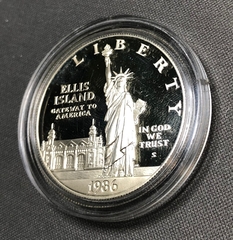 LIBERTY
ELLIS
ISLAND
GATEWAY TO
AMERICA
IN GOD
WE
TRUST
S
1986